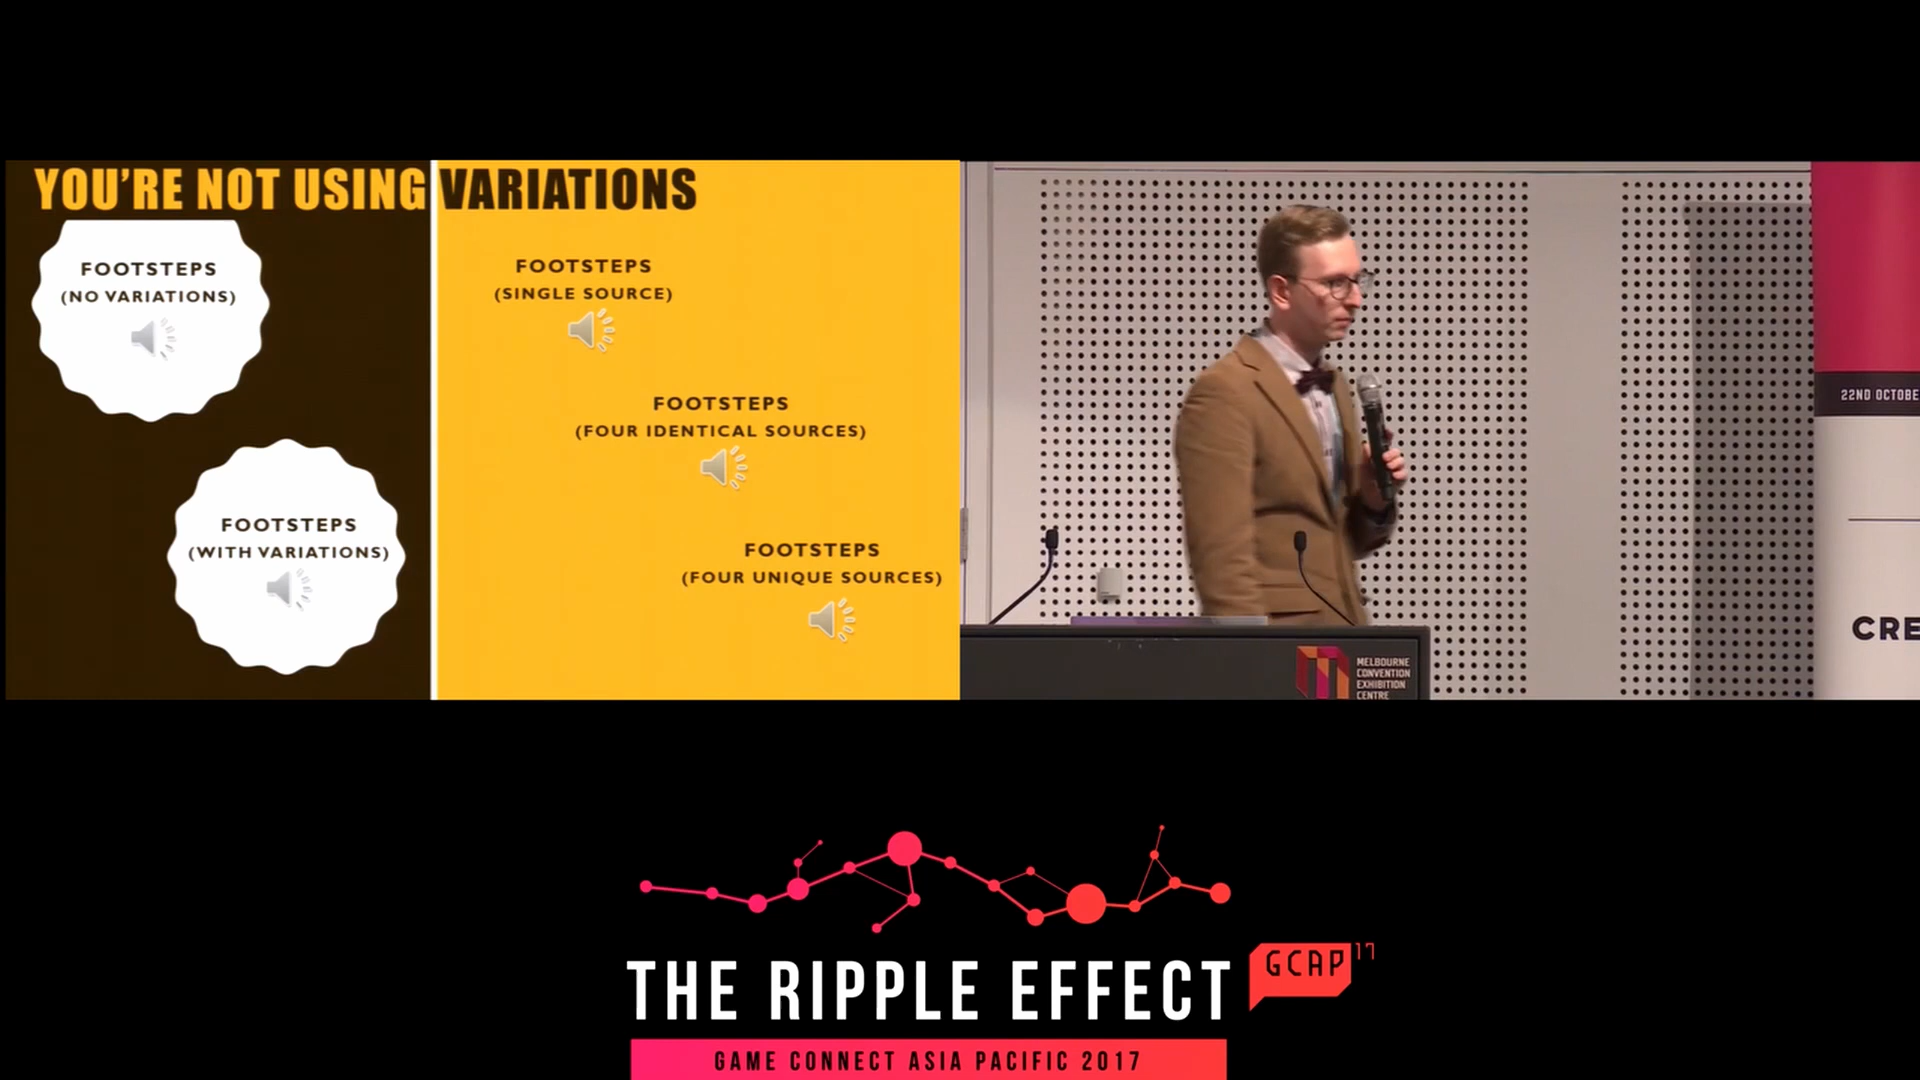 YOU'RE NOT USING VARIATIONS
FOOTSTEPS
(NO VARIATIONS)
FOOTSTEPS
(WITH VARIATIONS)
FOOTSTEPS
(SINGLE SOURCE)
FOOTSTEPS
(FOUR IDENTICAL SOURCES)
FOOTSTEPS
(FOUR UNIQUE SOURCES)
22ND OCTOBE
CRE
MELBOURNE
CONVENTION
EXHIBITION
CENTRE
THE RIPPLE EFFECT
GCAP 17
GAME CONNECT ASIA PACIFIC 2017